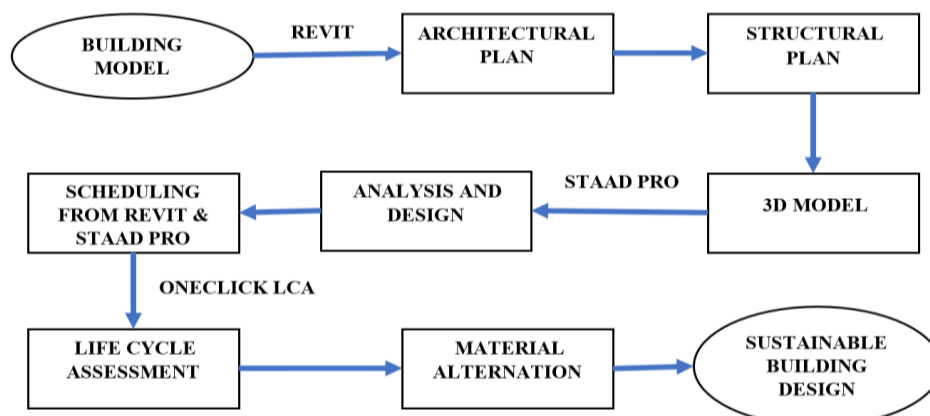 BUILDING
MODEL
REVIT
ARCHITECTURAL
PLAN
STRUCTURAL
PLAN
3D MODEL
STAAD PRO
ANALYSIS AND
DESIGN
SCHEDULING
FROM REVIT &
STAAD PRO
ONECLICK LCA
LIFE CYCLE
ASSESSMENT
MATERIAL
ALTERNATION
SUSTAINABLE
BUILDING
DESIGN